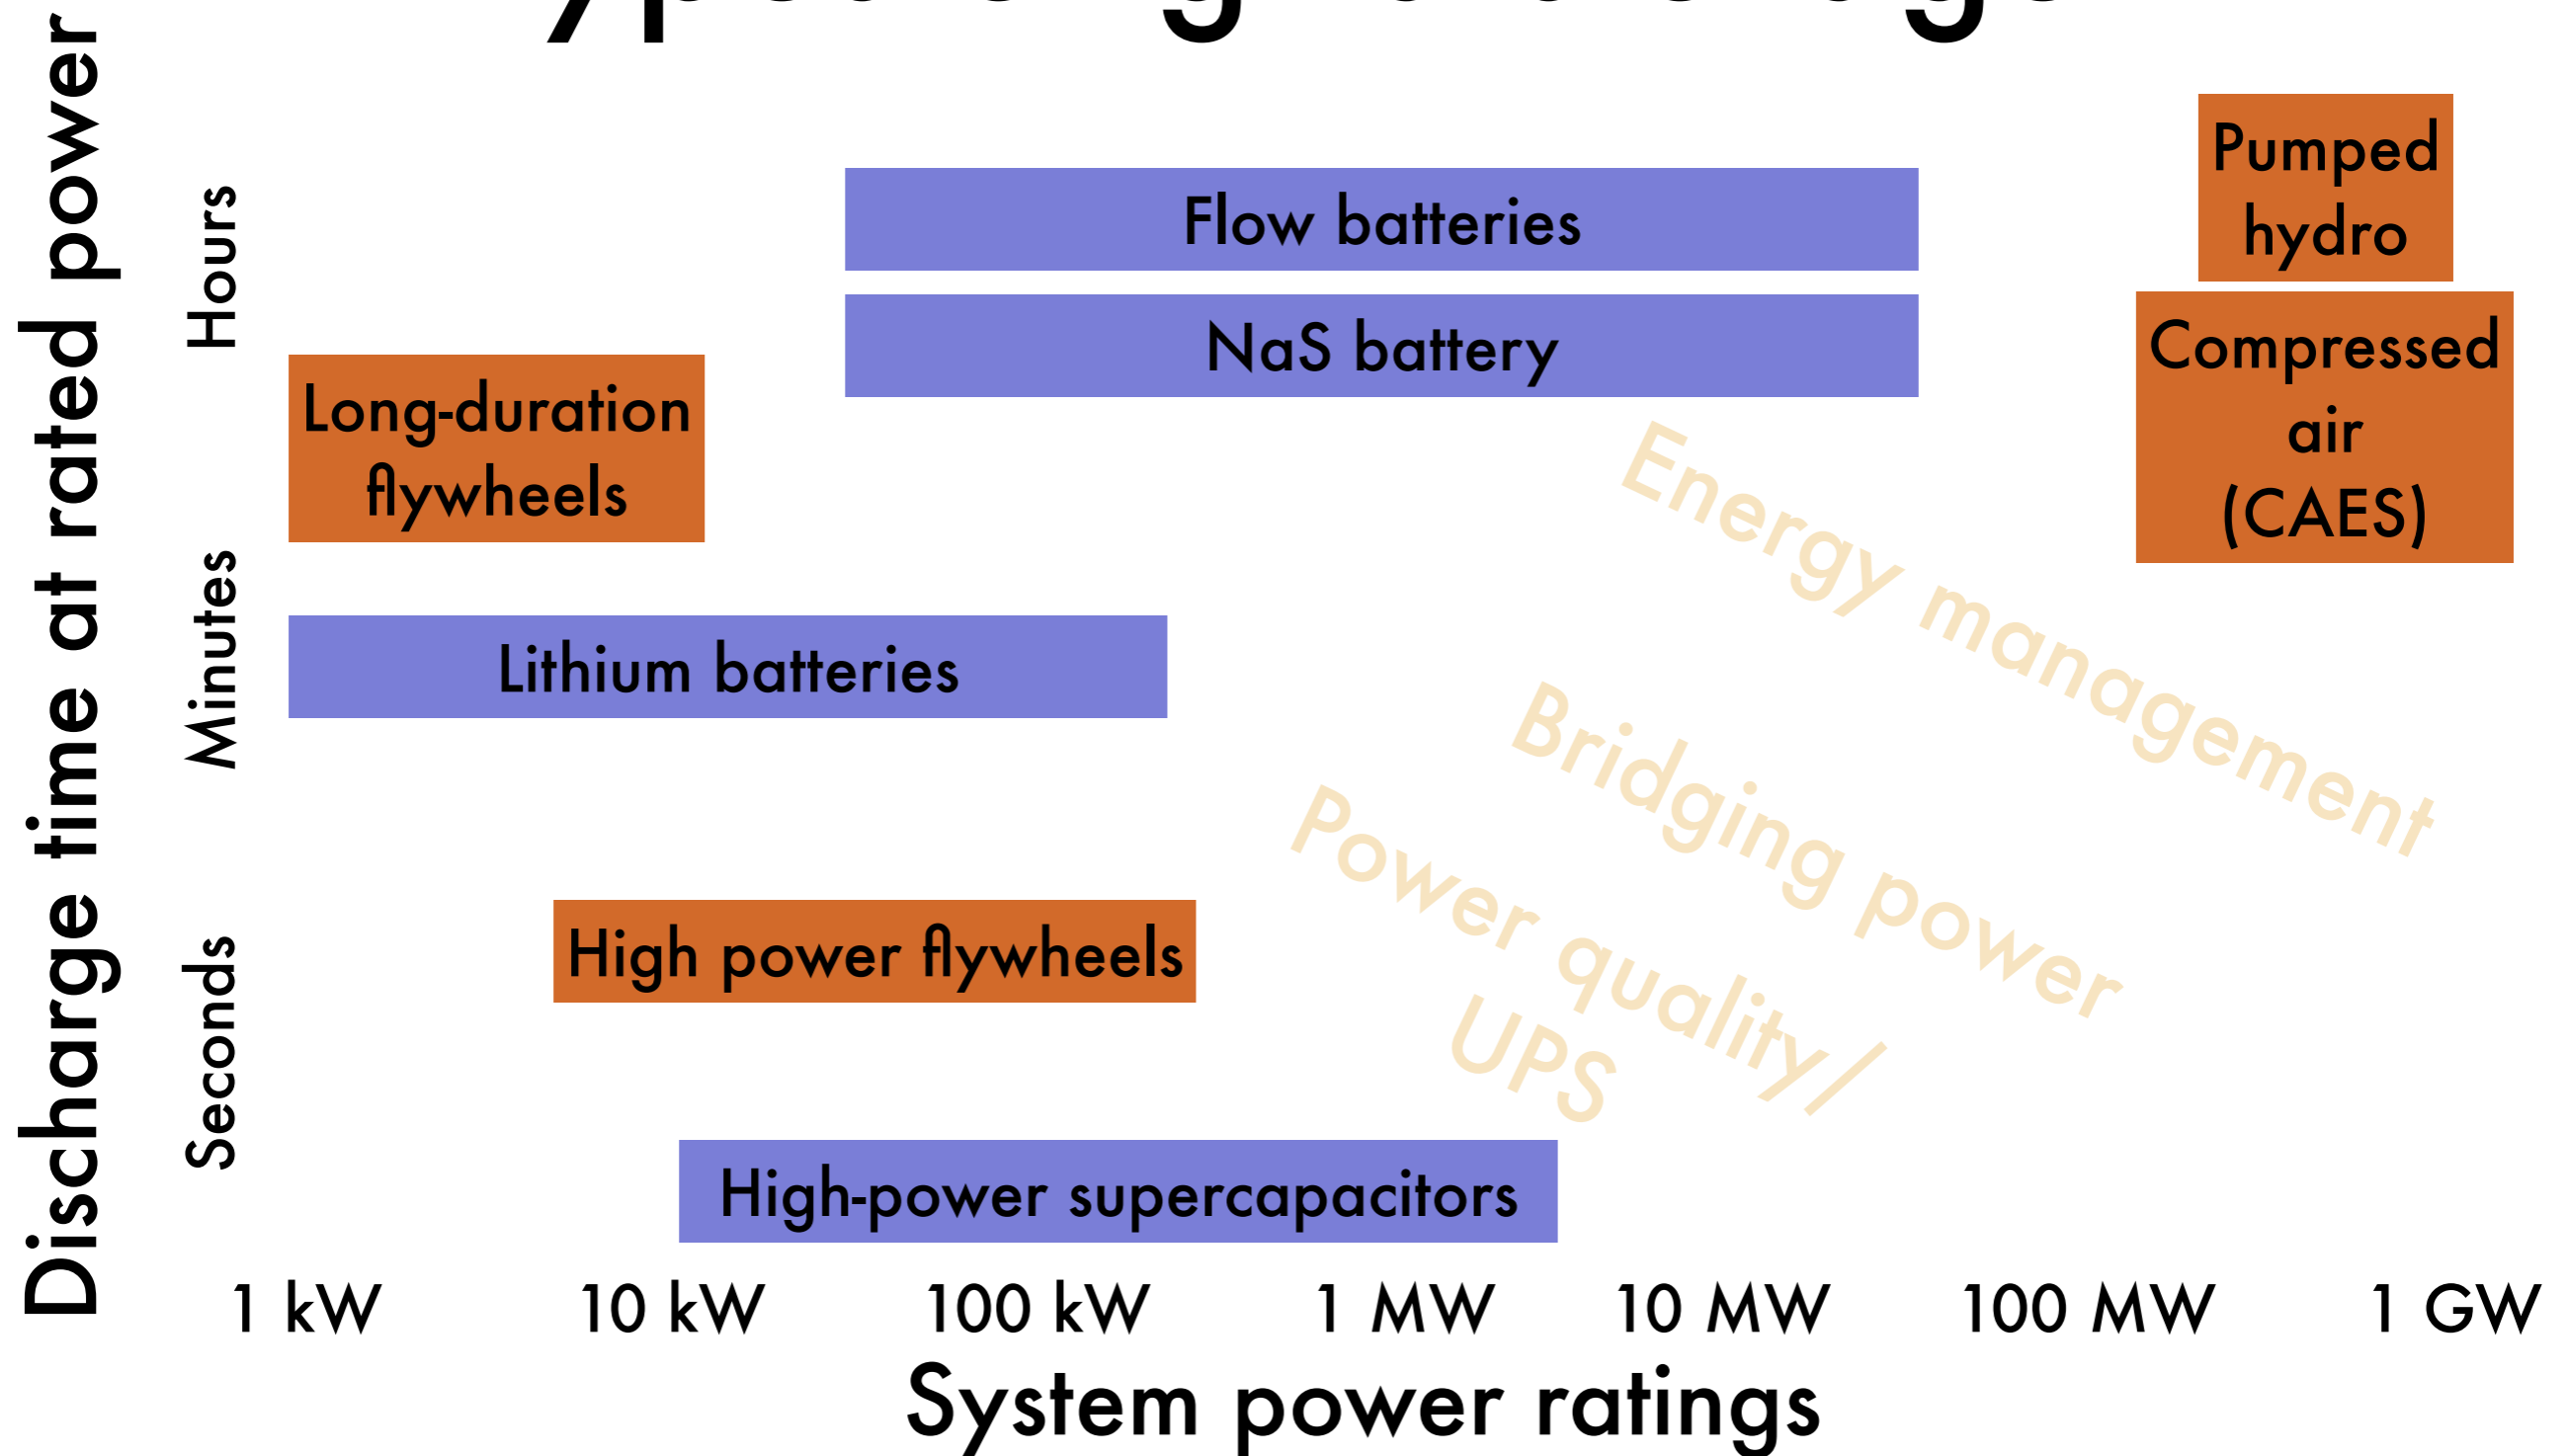 Discharge time at rated power
Hours
Minutes
Seconds
Pumped
hydro
Flow batteries
NaS battery
Compressed
air
(CAES)
Long-duration
flywheels
Energy management
Lithium batteries
Bridging power
Power quality/
UPS
High power flywheels
High-power supercapacitors
1 kW
10 kW
100 kW
1 MW
10 MW
100 MW
1 GW
System power ratings